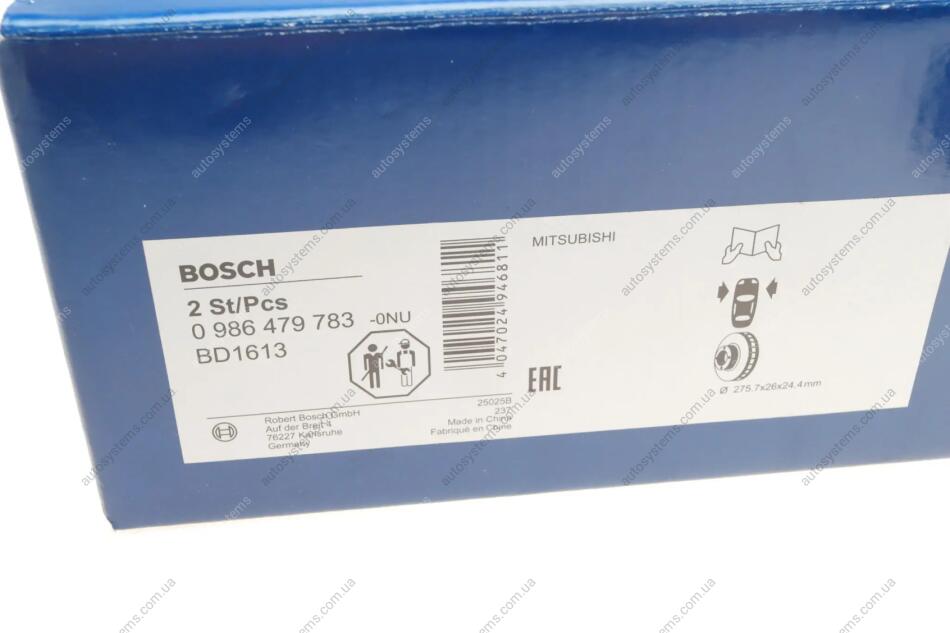 BOSCH
2 St/Pcs
0 986 479 783 -0NU
BD1613
Robert Bosch GmbH
Auf der Breit 4
76227 Karlsruhe
Germany
25025B
237
Made in China
Fabriqué en Chine
4 047024 946811
EAC
MITSUBISHI
Ø 275.7x26x24.4mm
autosystems.com.ua